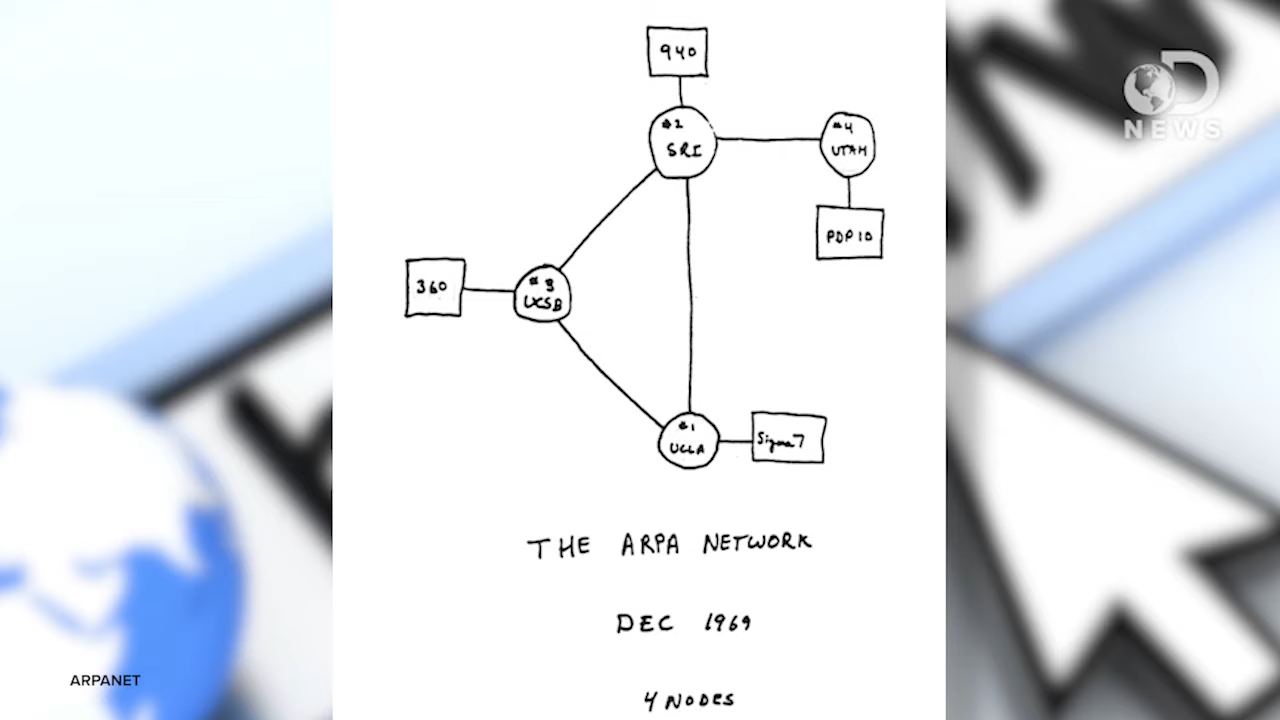 940
NEWS
#2
SRI
#4
UTAH
PDP 10
360
#3
UCSB
#1
UCLA
Sigma 7
THE ARPA NETWORK
DEC 1969
ARPANET
4 NODES